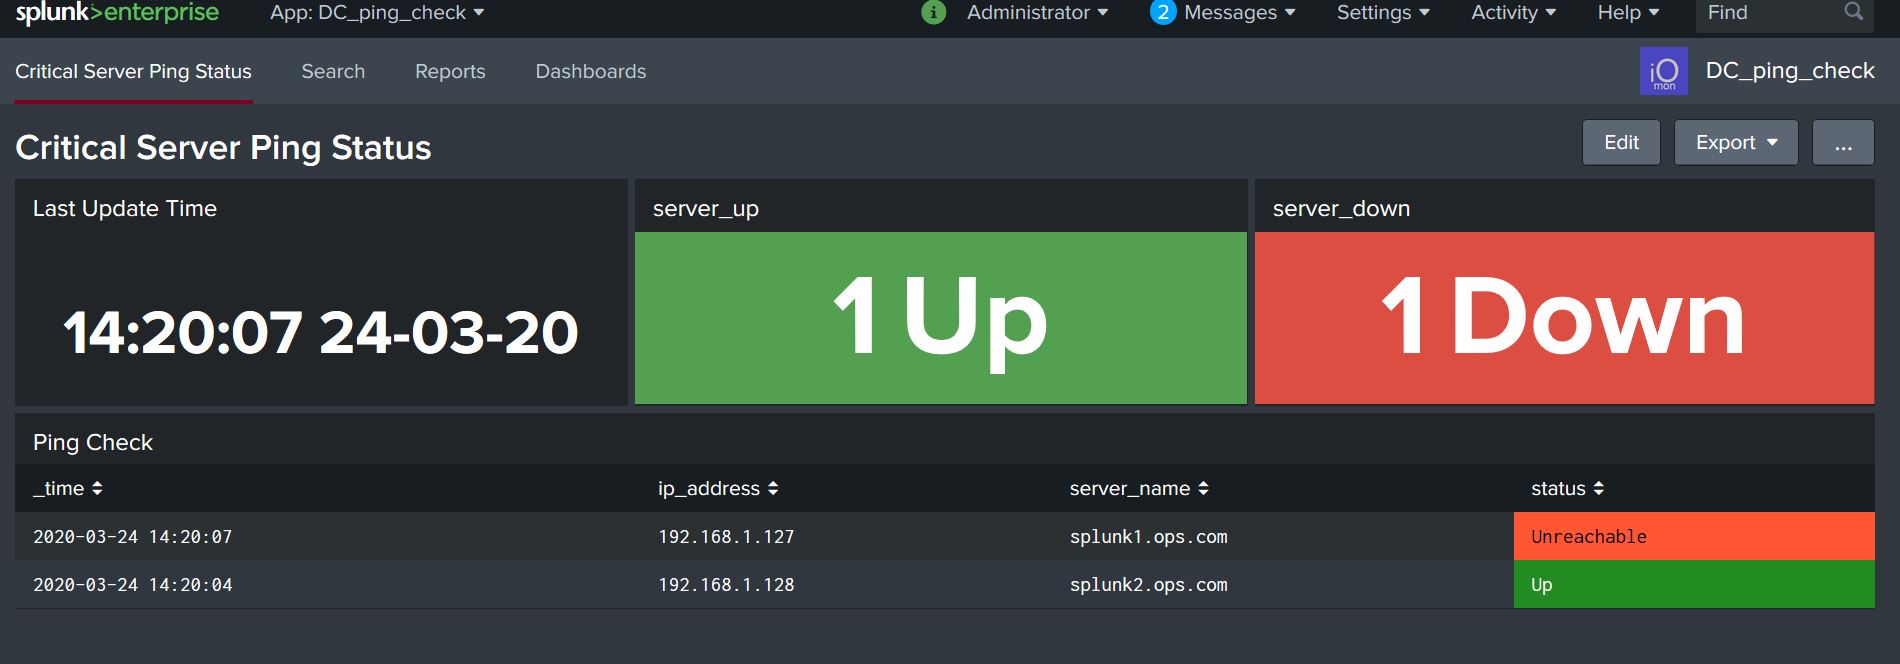 splunk>enterprise App: DC_ping_check i Administrator 2 Messages Settings Activity Help Find
Critical Server Ping Status Search Reports Dashboards iO mon DC_ping_check
Critical Server Ping Status Edit Export ...
Last Update Time server_up server_down
14:20:07 24-03-20 1 Up 1 Down
Ping Check
_time ip_address server_name status
2020-03-24 14:20:07 192.168.1.127 splunk1.ops.com Unreachable
2020-03-24 14:20:04 192.168.1.128 splunk2.ops.com Up